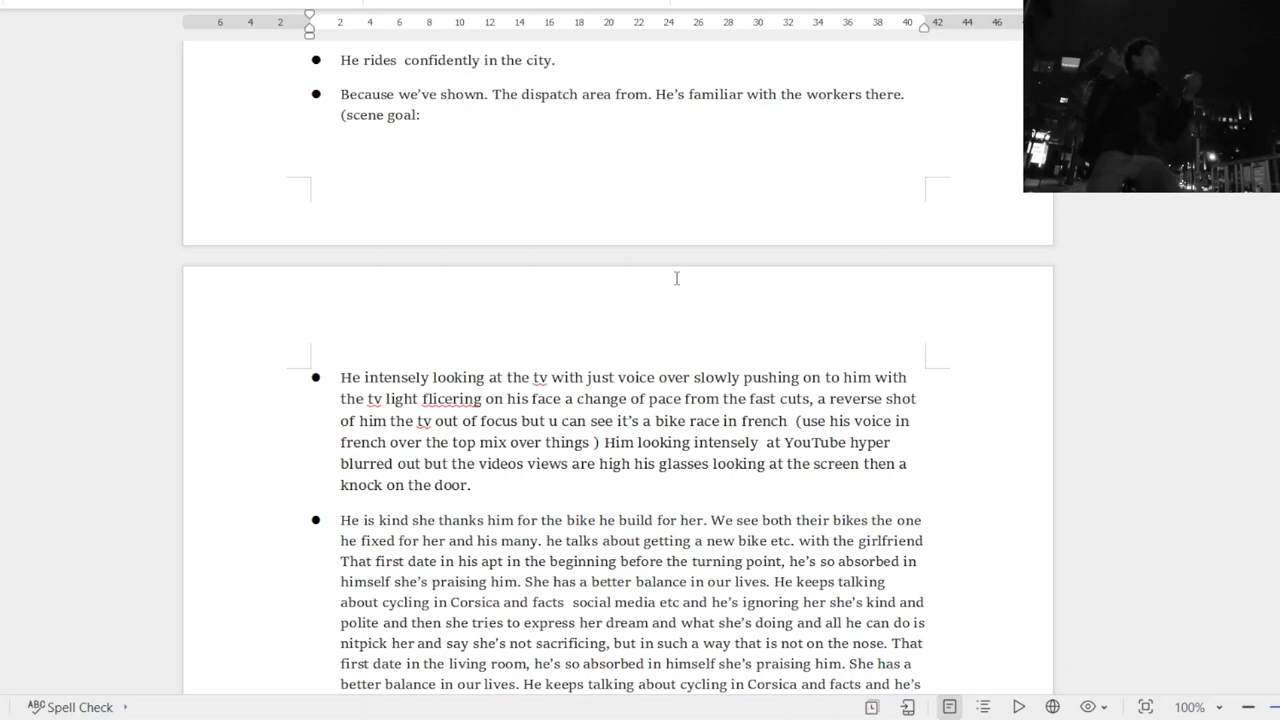 6 4 2 2 4 6 8 10 12 14 16 18 20 22 24 26 28 30 32 34 36 38 40 42 44 46
● He rides  confidently in the city.
● Because we’ve shown. The dispatch area from. He’s familiar with the workers there.
(scene goal:
● He intensely looking at the tv with just voice over slowly pushing on to him with
the tv light flicering on his face a change of pace from the fast cuts, a reverse shot
of him the tv out of focus but u can see it’s a bike race in french  (use his voice in
french over the top mix over things ) Him looking intensely  at YouTube hyper
blurred out but the videos views are high his glasses looking at the screen then a
knock on the door.
● He is kind she thanks him for the bike he build for her. We see both their bikes the one
he fixed for her and his many. he talks about getting a new bike etc. with the girlfriend
That first date in his apt in the beginning before the turning point, he’s so absorbed in
himself she’s praising him. She has a better balance in our lives. He keeps talking
about cycling in Corsica and facts  social media etc and he’s ignoring her she’s kind and
polite and then she tries to express her dream and what she’s doing and all he can do is
nitpick her and say she’s not sacrificing, but in such a way that is not on the nose. That
first date in the living room, he’s so absorbed in himself she’s praising him. She has a
better balance in our lives. He keeps talking about cycling in Corsica and facts and he’s
ABC Spell Check 100%